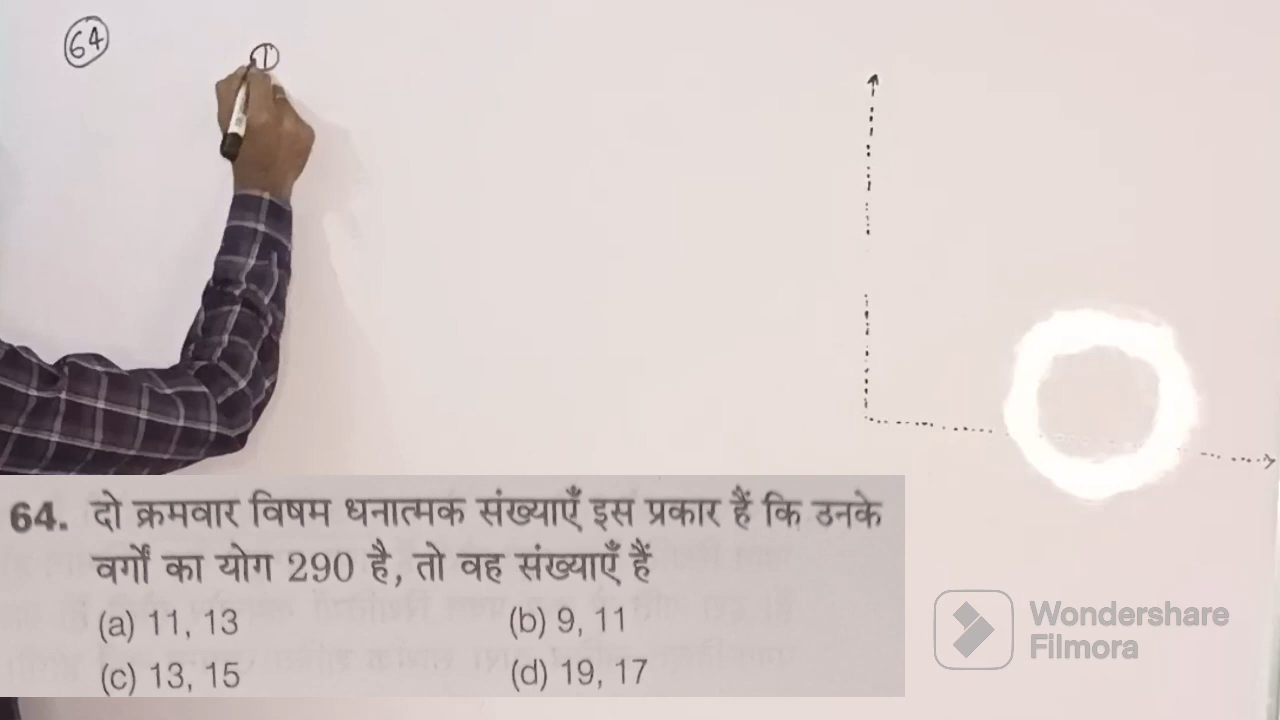 64
1
64. दो क्रमवार विषम धनात्मक संख्याएँ इस प्रकार हैं कि उनके
वर्गों का योग 290 है, तो वह संख्याएँ हैं
(a) 11, 13
(b) 9, 11
(c) 13, 15
(d) 19, 17
Wondershare
Filmora